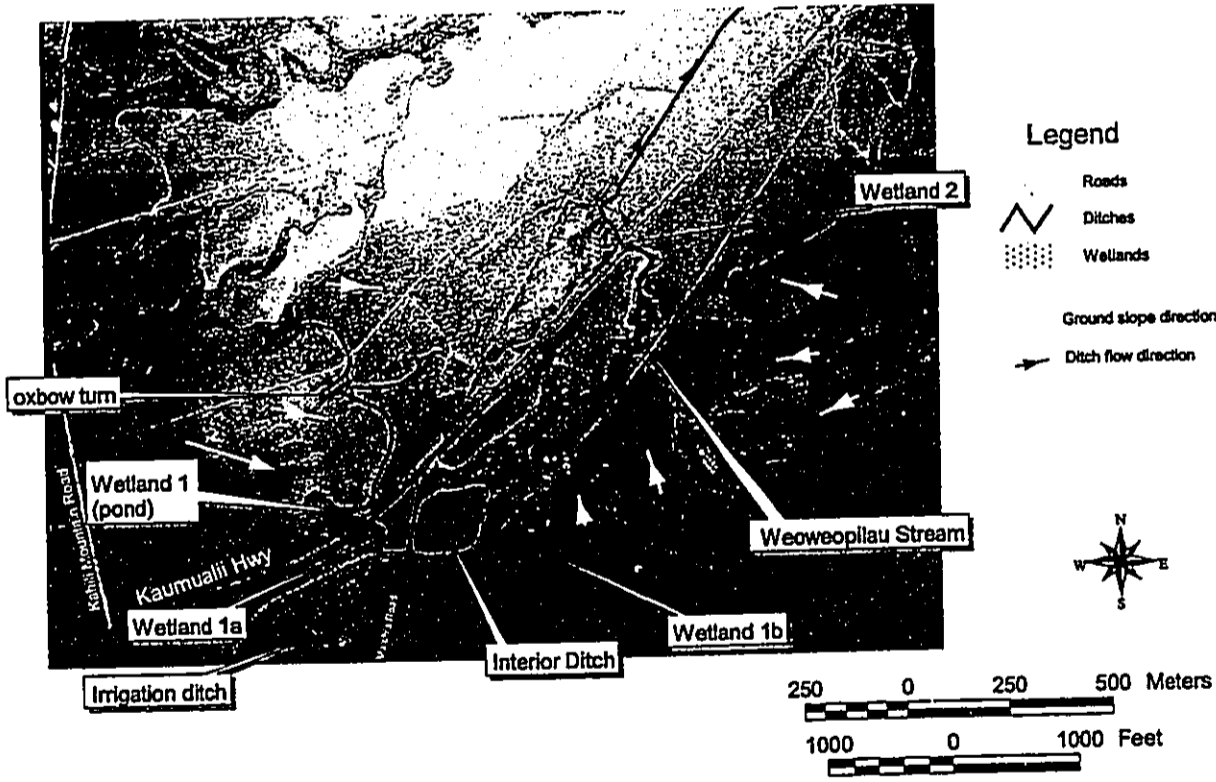 Legend
Roads
Ditches
Wetlands
Ground slope direction
Ditch flow direction
Wetland 2
oxbow turn
Wetland 1
(pond)
Weoweopilau Stream
Kaumualii Hwy
Wetland 1a
Wetland 1b
Interior Ditch
Irrigation ditch
Mountain Road
N
W E
S
250 0 250 500 Meters
1000 0 1000 Feet